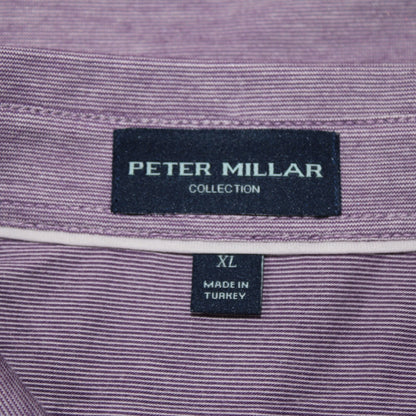 PETER MILLAR
COLLECTION
XL
MADE IN
TURKEY